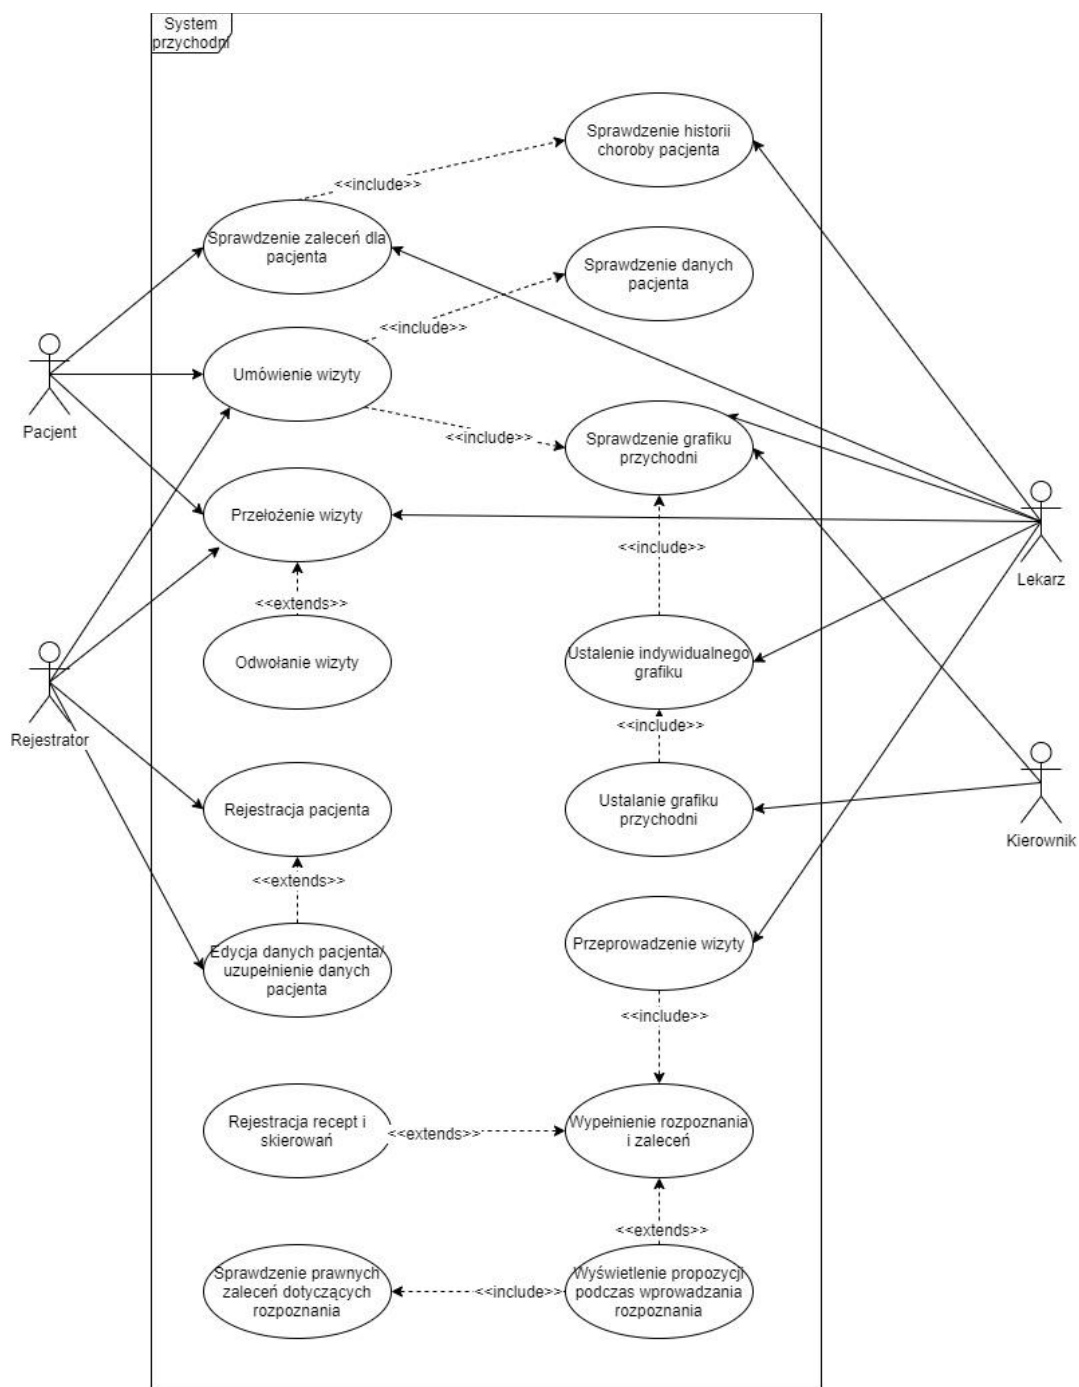 System
przychodni
Sprawdzenie historii
choroby pacjenta
<<include>>
Sprawdzenie zaleceń dla
pacjenta
Sprawdzenie danych
pacjenta
<<include>>
Umówienie wizyty
Pacjent
<<include>>
Sprawdzenie grafiku
przychodni
Przełożenie wizyty
<<include>>
Lekarz
<<extends>>
Odwołanie wizyty
Ustalenie indywidualnego
grafiku
Rejestrator
<<include>>
Rejestracja pacjenta
Ustalanie grafiku
przychodni
Kierownik
<<extends>>
Edycja danych pacjenta/
uzupełnienie danych
pacjenta
Przeprowadzenie wizyty
<<include>>
Rejestracja recept i
skierowań
<<extends>>
Wypełnienie rozpoznania
i zaleceń
<<extends>>
Sprawdzenie prawnych
zaleceń dotyczących
rozpoznania
<<include>>
Wyświetlenie propozycji
podczas wprowadzania
rozpoznania